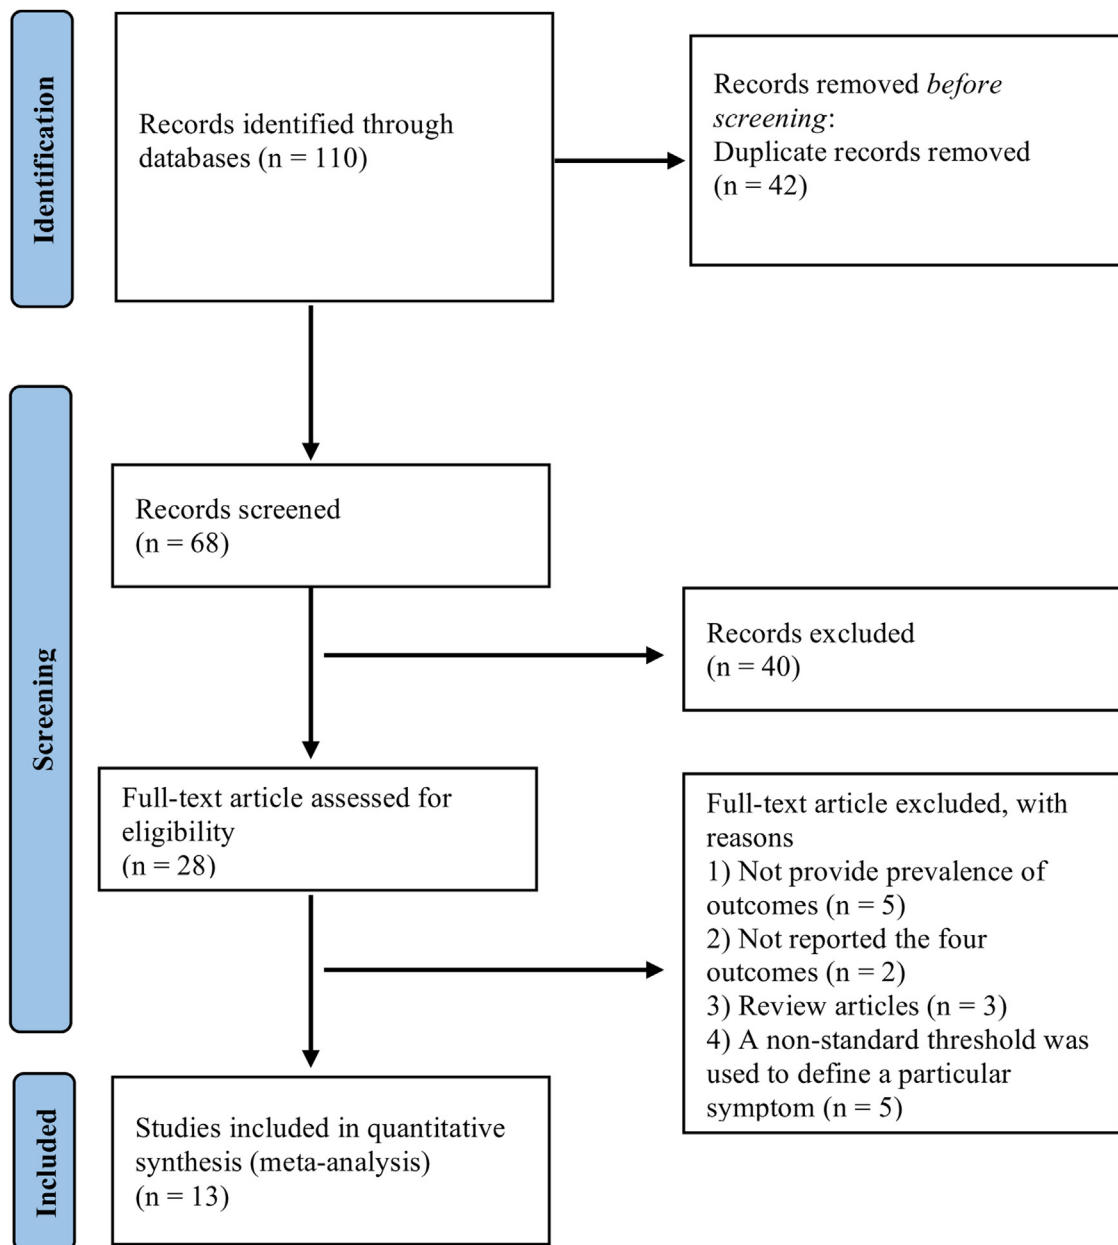 Identification
Records identified through
databases (n = 110)
Records removed before
screening:
Duplicate records removed
(n = 42)
Screening
Records screened
(n = 68)
Records excluded
(n = 40)
Full-text article assessed for
eligibility
(n = 28)
Full-text article excluded, with
reasons
1) Not provide prevalence of
outcomes (n = 5)
2) Not reported the four
outcomes (n = 2)
3) Review articles (n = 3)
4) A non-standard threshold was
used to define a particular
symptom (n = 5)
Included
Studies included in quantitative
synthesis (meta-analysis)
(n = 13)